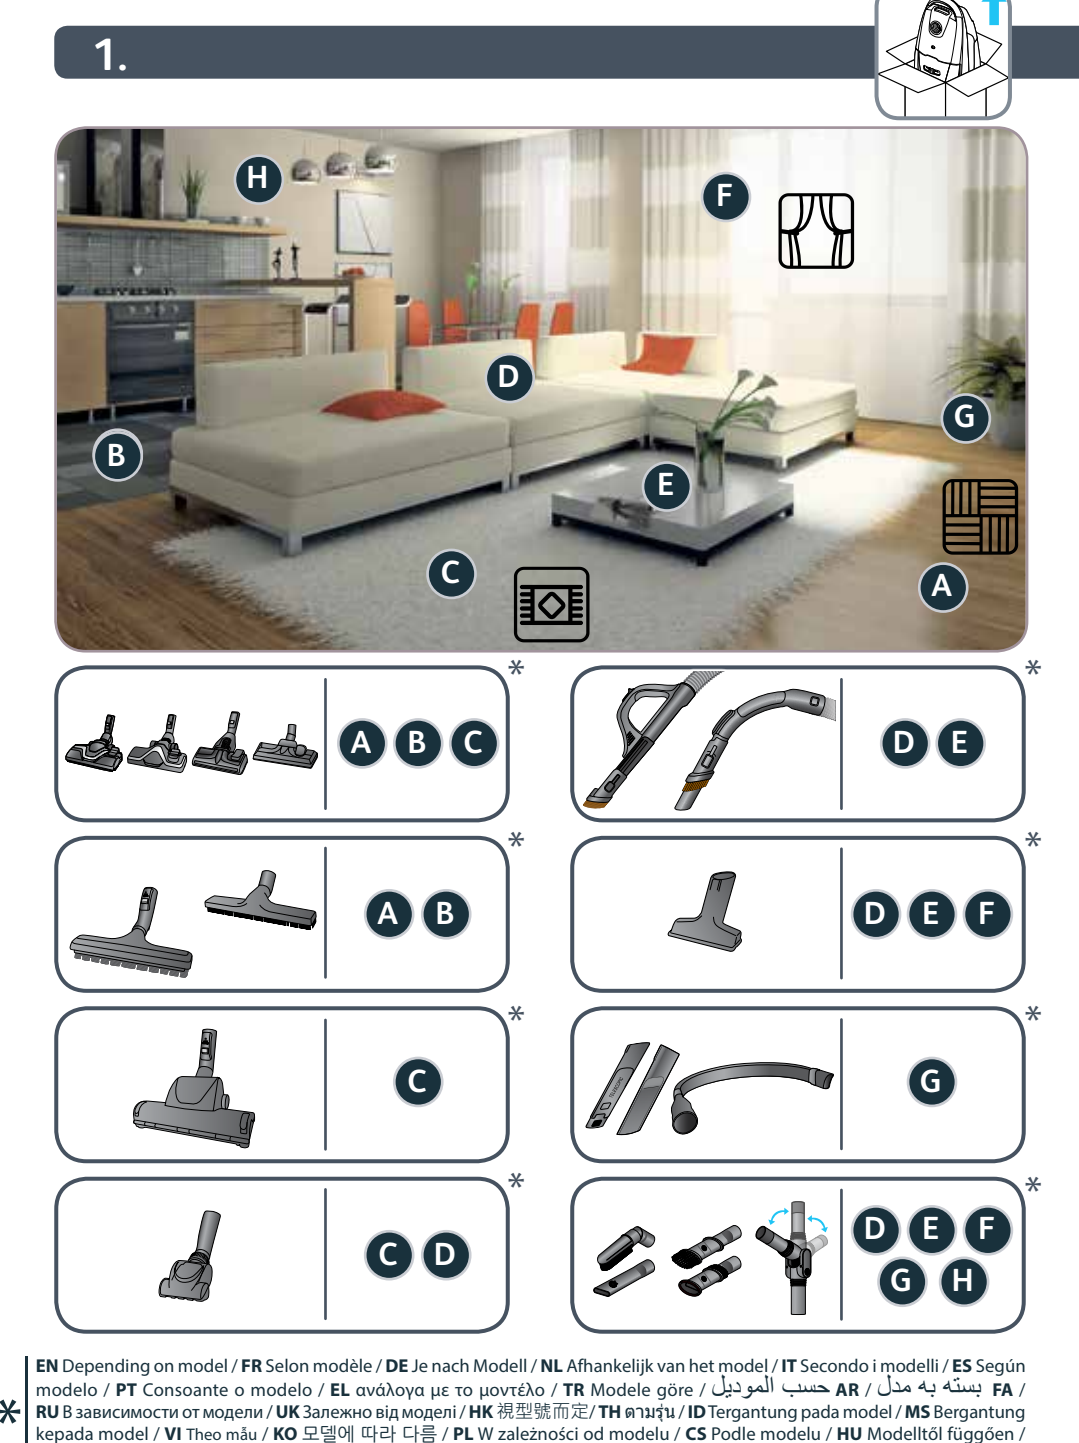 1.
H
F
D
G
B
E
C
A
A B C
D E
A B
D E F
C
G
C D
D E F
G H
EN Depending on model / FR Selon modèle / DE Je nach Modell / NL Afhankelijk van het model / IT Secondo i modelli / ES Según
modelo / PT Consoante o modelo / EL ανάλογα με το μοντέλο / TR Modele göre / حسب الموديل AR / بسته به مدل FA /
* RU В зависимости от модели / UK Залежно від моделі / HK 視型號而定/ TH ตามรุ่น / ID Tergantung pada model / MS Bergantung
kepada model / VI Theo mẫu / KO 모델에 따라 다름 / PL W zależności od modelu / CS Podle modelu / HU Modelltől függően /